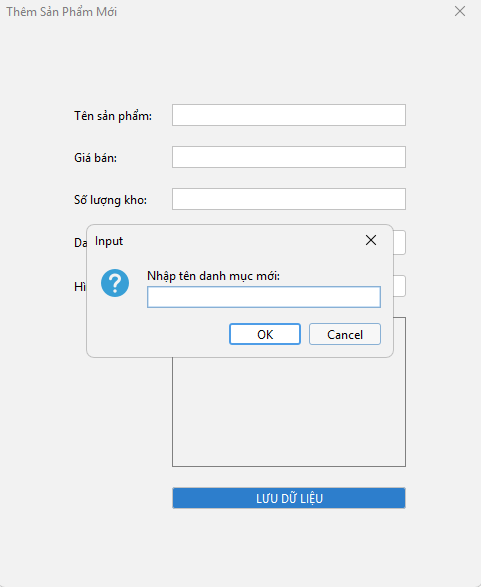 Thêm Sản Phẩm Mới
Tên sản phẩm:
Giá bán:
Số lượng kho:
Input
Nhập tên danh mục mới:
OK
Cancel
LƯU DỮ LIỆU